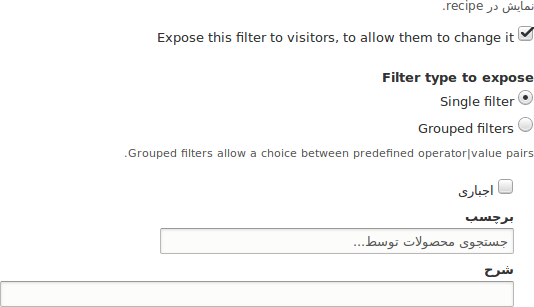 نمایش در recipe.
Expose this filter to visitors, to allow them to change it
Filter type to expose
Single filter
Grouped filters
.Grouped filters allow a choice between predefined operator|value pairs
اجباری
برچسب
جستجوی محصولات توسط...
شرح